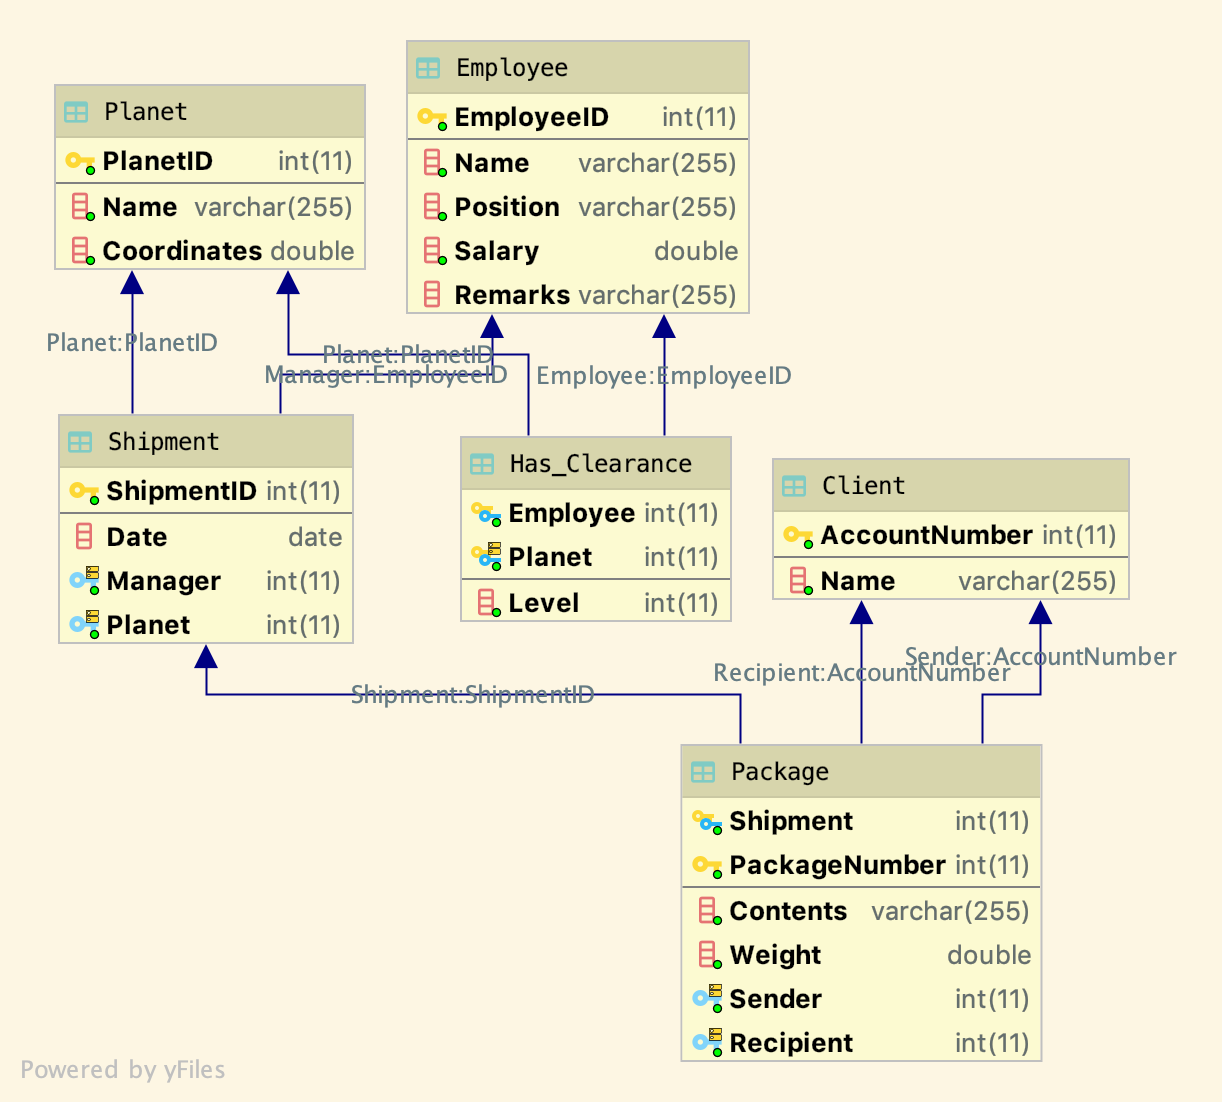 Employee
EmployeeID int(11)
Name varchar(255)
Position varchar(255)
Salary double
Remarks varchar(255)
Planet
PlanetID int(11)
Name varchar(255)
Coordinates double
Planet:PlanetID
Planet:PlanetID
Manager:EmployeeID
Employee:EmployeeID
Shipment
ShipmentID int(11)
Date date
Manager int(11)
Planet int(11)
Has_Clearance
Employee int(11)
Planet int(11)
Level int(11)
Client
AccountNumber int(11)
Name varchar(255)
Sender:AccountNumber
Recipient:AccountNumber
Shipment:ShipmentID
Package
Shipment int(11)
PackageNumber int(11)
Contents varchar(255)
Weight double
Sender int(11)
Recipient int(11)
Powered by yFiles